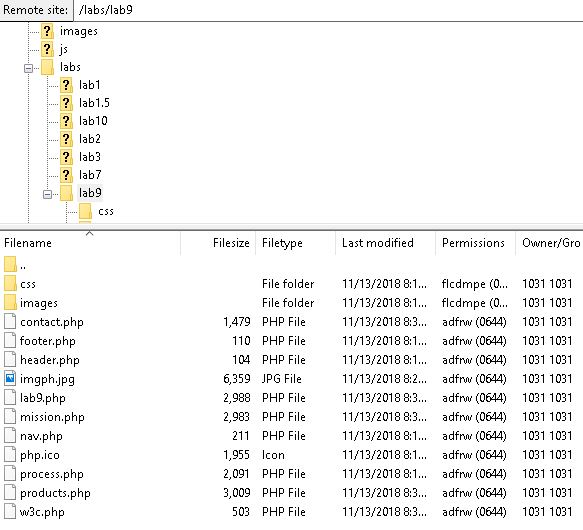 Remote site: /labs/lab9
images
js
labs
lab1
lab1.5
lab10
lab2
lab3
lab7
lab9
css
Filename Filesize Filetype Last modified Permissions Owner/Gro
..
css File folder 11/13/2018 8:1... flcdmpe (0... 1031 1031
images File folder 11/13/2018 8:1... flcdmpe (0... 1031 1031
contact.php 1,479 PHP File 11/13/2018 8:3... adfrw (0644) 1031 1031
footer.php 110 PHP File 11/13/2018 8:1... adfrw (0644) 1031 1031
header.php 104 PHP File 11/13/2018 8:1... adfrw (0644) 1031 1031
imgph.jpg 6,359 JPG File 11/13/2018 8:2... adfrw (0644) 1031 1031
lab9.php 2,988 PHP File 11/13/2018 8:3... adfrw (0644) 1031 1031
mission.php 2,983 PHP File 11/13/2018 8:3... adfrw (0644) 1031 1031
nav.php 211 PHP File 11/13/2018 8:1... adfrw (0644) 1031 1031
php.ico 1,955 Icon 11/13/2018 8:1... adfrw (0644) 1031 1031
process.php 2,091 PHP File 11/13/2018 8:3... adfrw (0644) 1031 1031
products.php 3,009 PHP File 11/13/2018 8:3... adfrw (0644) 1031 1031
w3c.php 503 PHP File 11/13/2018 8:1... adfrw (0644) 1031 1031